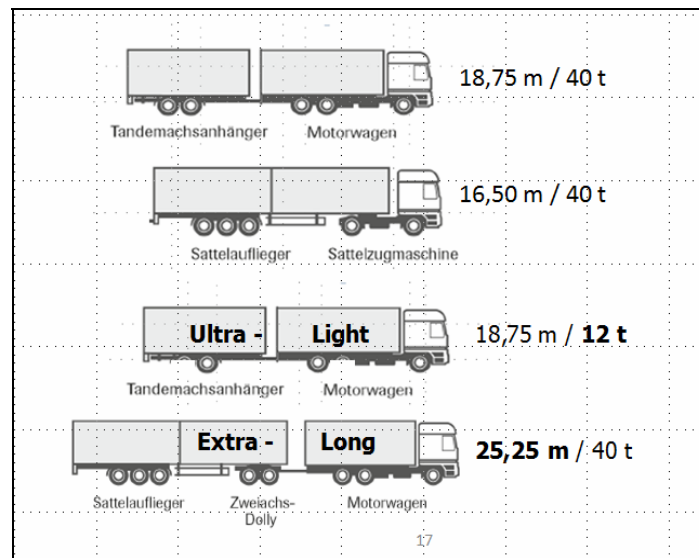 18,75 m / 40 t
Tandemachsanhänger Motorwagen
16,50 m / 40 t
Sattelauflieger Sattelzugmaschine
Ultra - Light 18,75 m / 12 t
Tandemachsanhänger Motorwagen
Extra - Long 25,25 m / 40 t
Sattelauflieger Zweiachs- Motorwagen
Dolly
17